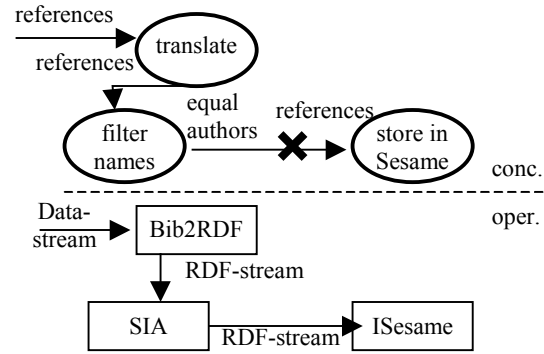 references
translate
references
equal
authors
references
filter
names
store in
Sesame
conc.
oper.
Data-
stream
Bib2RDF
RDF-stream
SIA
RDF-stream
ISesame